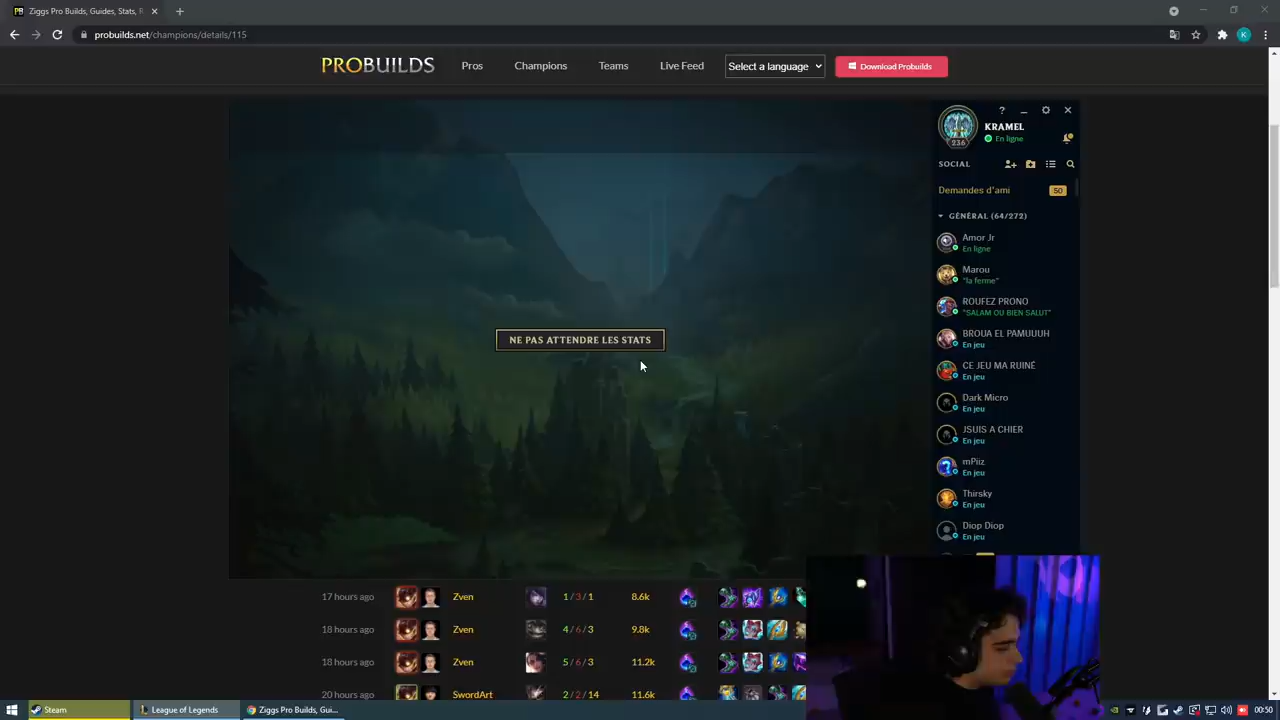 Ziggs Pro Builds, Guides, Stats, R
probuilds.net/champions/details/115
K
PROBUILDS Pros Champions Teams Live Feed Select a language Download Probuilds
KRAMEL
En ligne
236
SOCIAL
Demandes d'ami 50
GÉNÉRAL (64/272)
Amor Jr
En ligne
Marou
"la ferme"
ROUFEZ PRONO
"SALAM OU BIEN SALUT"
BROUA EL PAMUUUH
En jeu
CE JEU MA RUINÉ
En jeu
Dark Micro
En jeu
JSUIS A CHIER
En jeu
mPiiz
En jeu
Thirsky
En jeu
Diop Diop
En jeu
NE PAS ATTENDRE LES STATS
17 hours ago Zven 1 / 3 / 1 8.6k
18 hours ago Zven 4 / 6 / 3 9.8k
18 hours ago Zven 5 / 6 / 3 11.2k
20 hours ago SwordArt 2 / 2 / 14 11.6k
Steam League of Legends Ziggs Pro Builds, Gui... 00:50